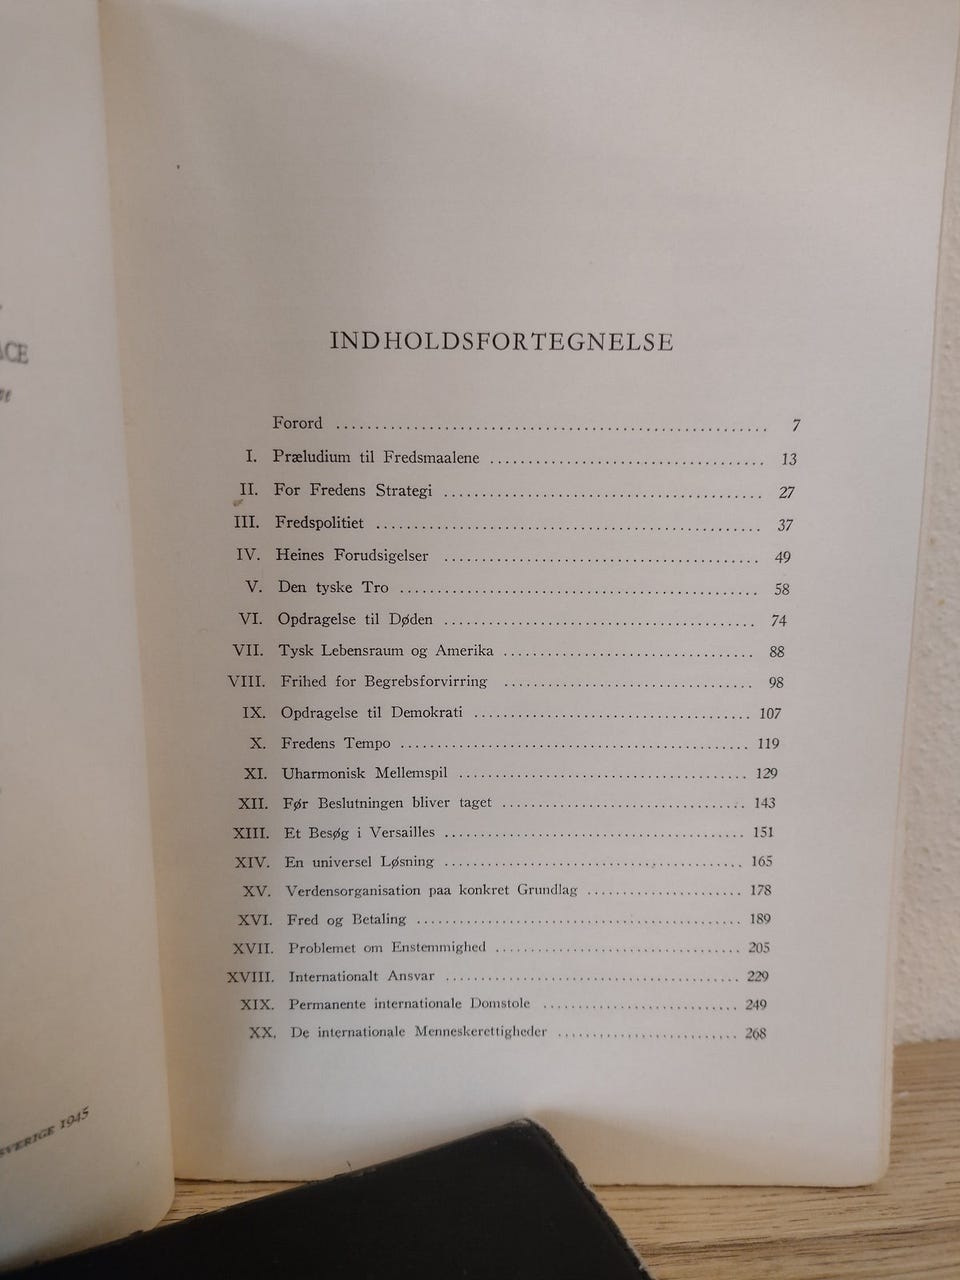 SVERIGE 1945
INDHOLDSFORTEGNELSE
Forord ........ 7
I. Præludium til Fredsmaalene ........ 13
II. For Fredens Strategi ........ 27
III. Fredspolitiet ........ 37
IV. Heines Forudsigelser ........ 49
V. Den tyske Tro ........ 58
VI. Opdragelse til Døden ........ 74
VII. Tysk Lebensraum og Amerika ........ 88
VIII. Frihed for Begrebsforvirring ........ 98
IX. Opdragelse til Demokrati ........ 107
X. Fredens Tempo ........ 119
XI. Uharmonisk Mellemspil ........ 129
XII. Før Beslutningen bliver taget ........ 143
XIII. Et Besøg i Versailles ........ 151
XIV. En universel Løsning ........ 165
XV. Verdensorganisation paa konkret Grundlag ........ 178
XVI. Fred og Betaling ........ 189
XVII. Problemet om Enstemmighed ........ 205
XVIII. Internationalt Ansvar ........ 229
XIX. Permanente internationale Domstole ........ 249
XX. De internationale Menneskerettigheder ........ 268